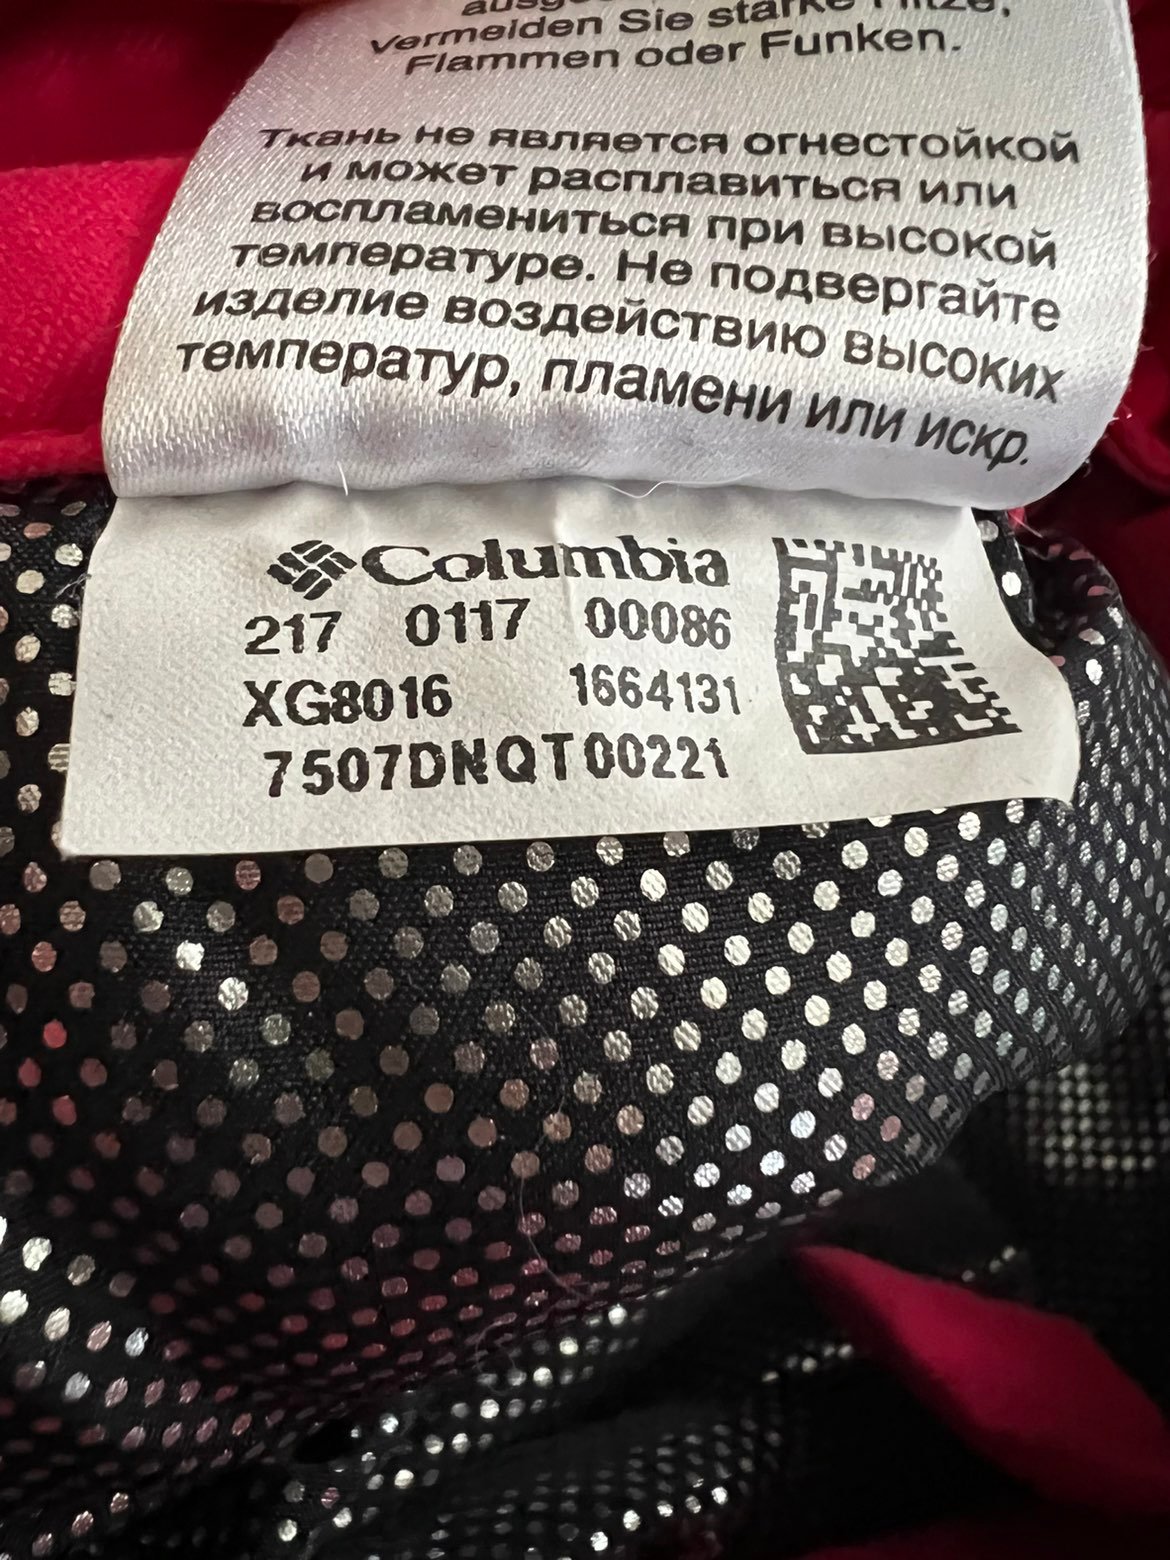 Vermeiden Sie starke Hitze,
Flammen oder Funken.
Ткань не является огнестойкой
и может расплавиться или
воспламениться при высокой
температуре. Не подвергайте
изделие воздействию высоких
температур, пламени или искр.
Columbia
217 0117 00086
XG8016 1664131
7507DNQT00221